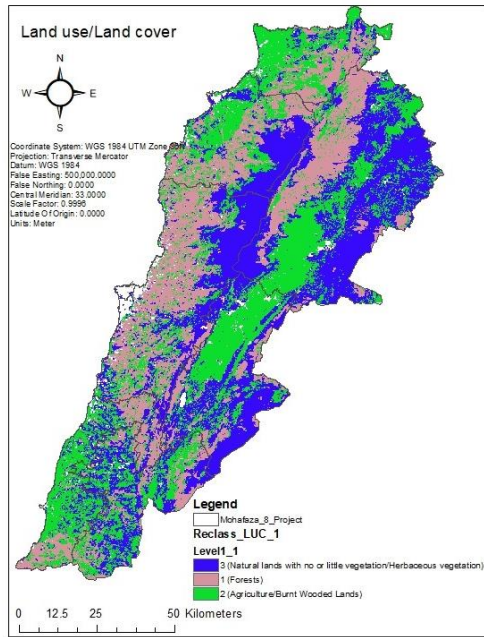 Land use/Land cover
N
W
E
S
Coordinate System: WGS 1984 UTM Zone
Projection: Transverse Mercator
Datum: WGS 1984
False Easting: 500,000.0000
False Northing: 0.0000
Central Meridian: 33.0000
Scale Factor: 0.9996
Latitude Of Origin: 0.0000
Units: Meter
Legend
Mohafaza_8_Project
Reclass_LUC_1
Level1_1
3 (Natural lands with no or little vegetation/Herbaceous vegetation)
1 (Forests)
2 (Agriculture/Burnt Wooded Lands)
0 12.5 25 50 Kilometers